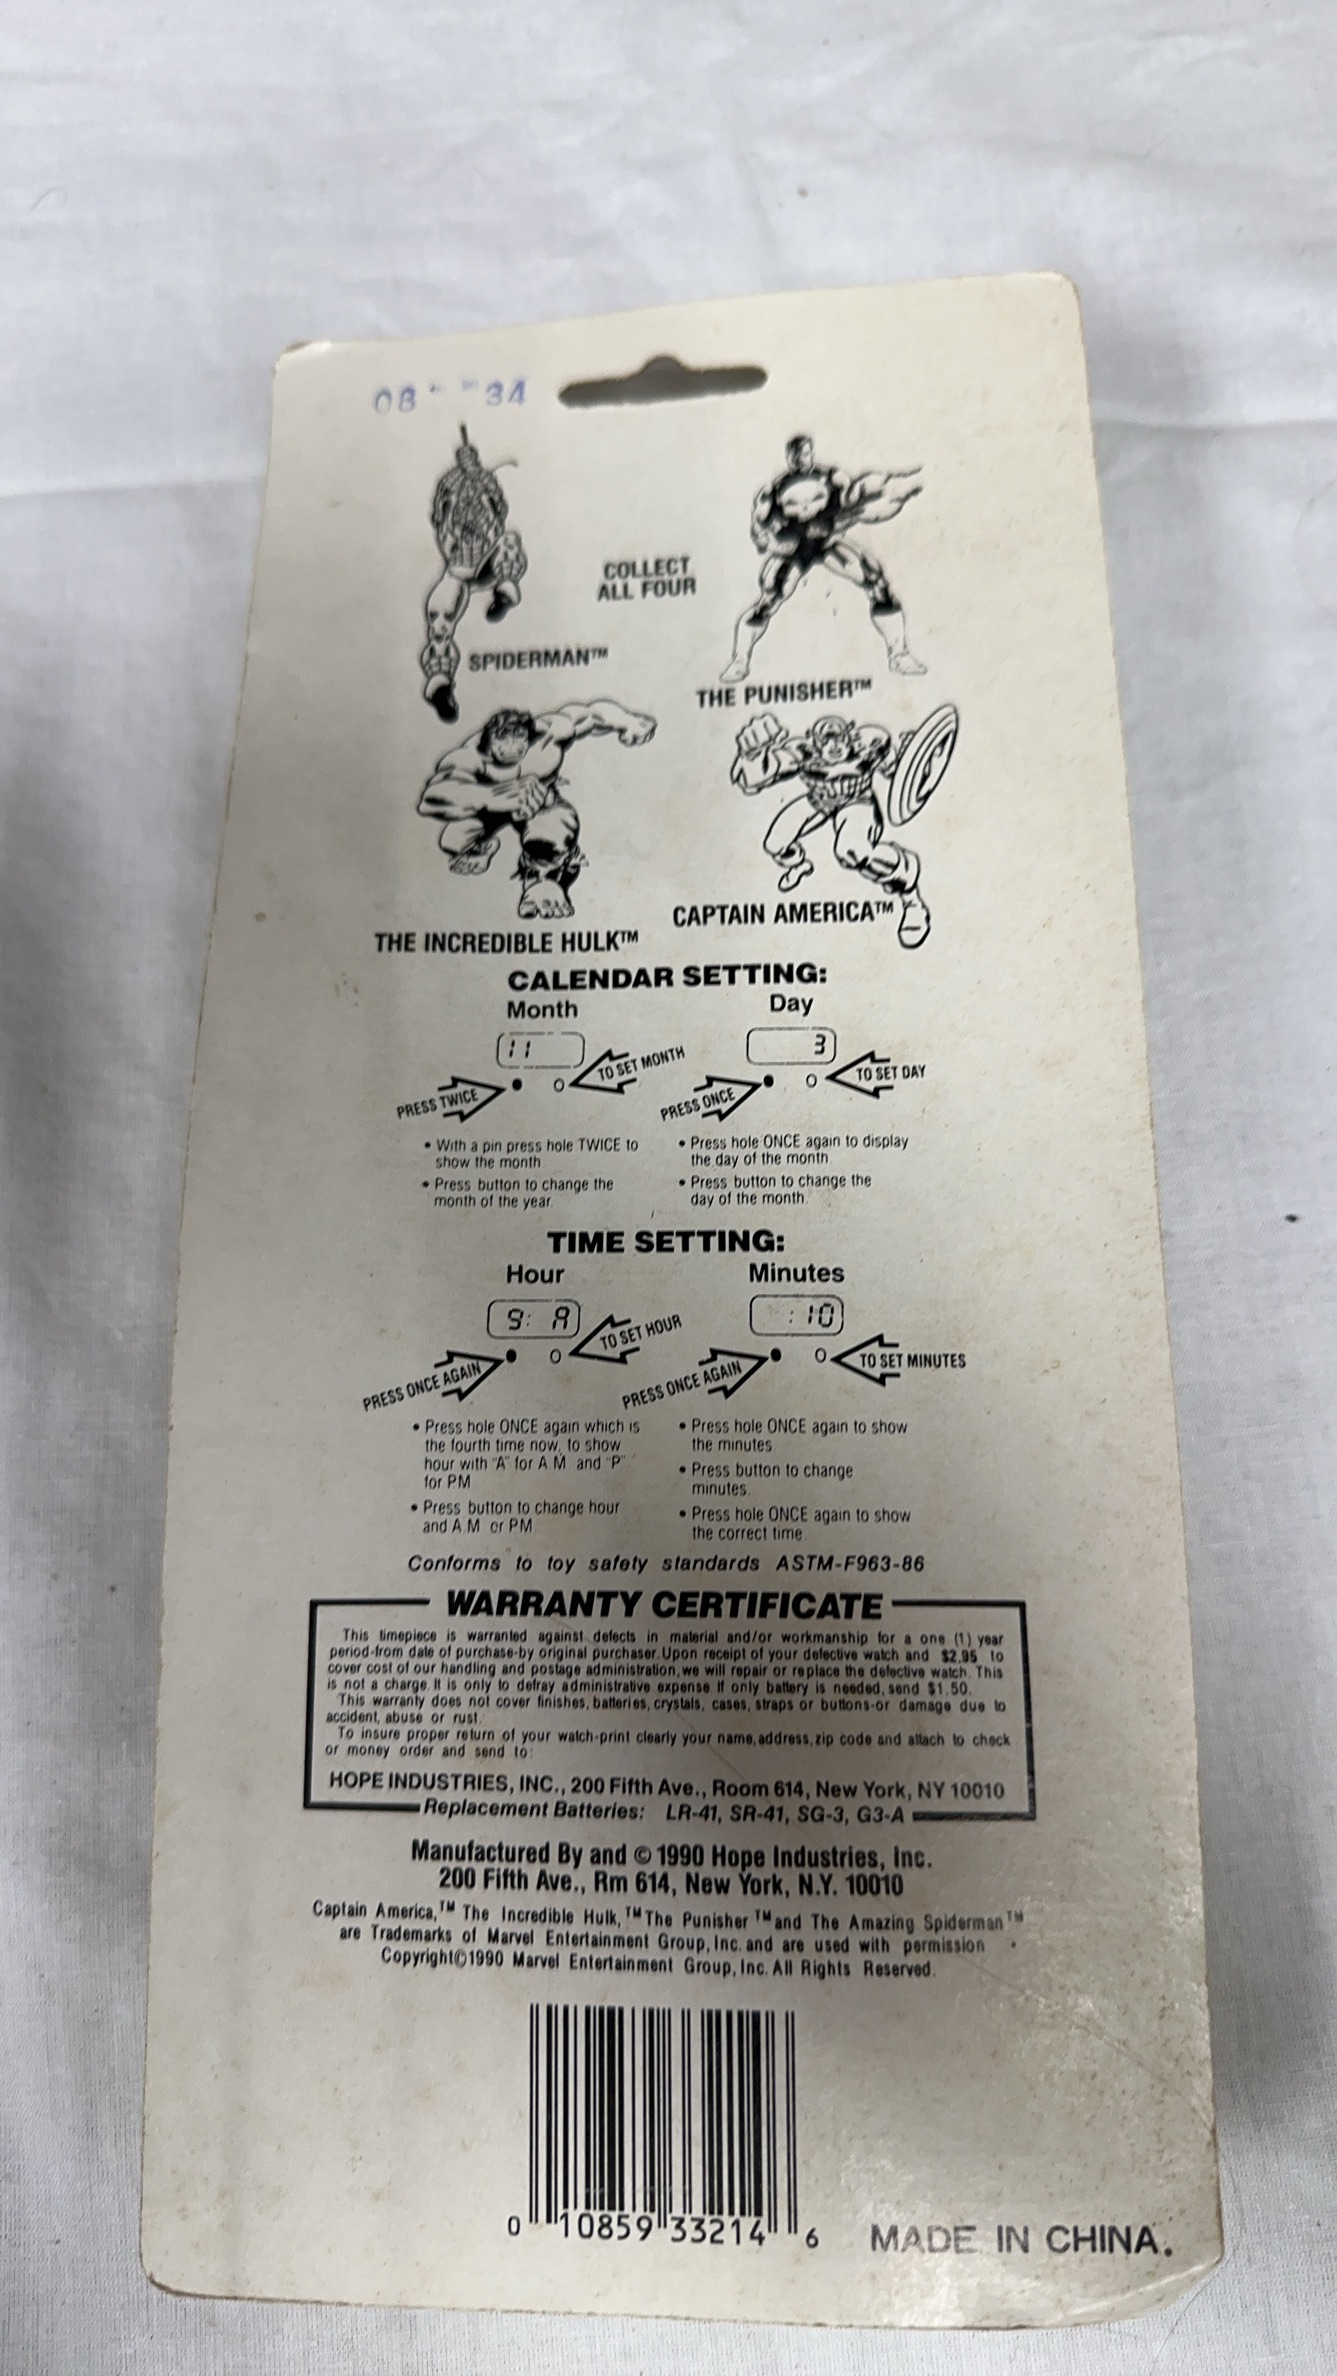 08 34
COLLECT
ALL FOUR
SPIDERMAN™
THE PUNISHER™
THE INCREDIBLE HULK™
CAPTAIN AMERICA™
CALENDAR SETTING:
Month
11
PRESS TWICE
TO SET MONTH
• With a pin press hole TWICE to
show the month.
• Press button to change the
month of the year.
Day
3
PRESS ONCE
TO SET DAY
• Press hole ONCE again to display
the day of the month.
• Press button to change the
day of the month.
TIME SETTING:
Hour
9: A
PRESS ONCE AGAIN
TO SET HOUR
• Press hole ONCE again which is
the fourth time now, to show
hour with "A" for A.M. and "P"
for PM
• Press button to change hour
and A.M. or PM.
Minutes
:10
PRESS ONCE AGAIN
TO SET MINUTES
• Press hole ONCE again to show
the minutes.
• Press button to change
minutes.
• Press hole ONCE again to show
the correct time.
Conforms to toy safety standards ASTM-F963-86
WARRANTY CERTIFICATE
This timepiece is warranted against defects in material and/or workmanship for a one (1) year
period-from date of purchase-by original purchaser. Upon receipt of your defective watch and $2.95 to
cover cost of our handling and postage administration, we will repair or replace the defective watch. This
is not a charge. It is only to defray administrative expense. If only battery is needed, send $1.50.
This warranty does not cover finishes, batteries, crystals, cases, straps or buttons-or damage due to
accident, abuse or rust.
To insure proper return of your watch-print clearly your name, address, zip code and attach to check
or money order and send to:
HOPE INDUSTRIES, INC., 200 Fifth Ave., Room 614, New York, NY 10010
Replacement Batteries: LR-41, SR-41, SG-3, G3-A
Manufactured By and © 1990 Hope Industries, Inc.
200 Fifth Ave., Rm 614, New York, N.Y. 10010
Captain America,™ The Incredible Hulk,™ The Punisher™ and The Amazing Spiderman™
are Trademarks of Marvel Entertainment Group, Inc. and are used with permission
Copyright©1990 Marvel Entertainment Group, Inc. All Rights Reserved.
0 10859 33214 6
MADE IN CHINA.